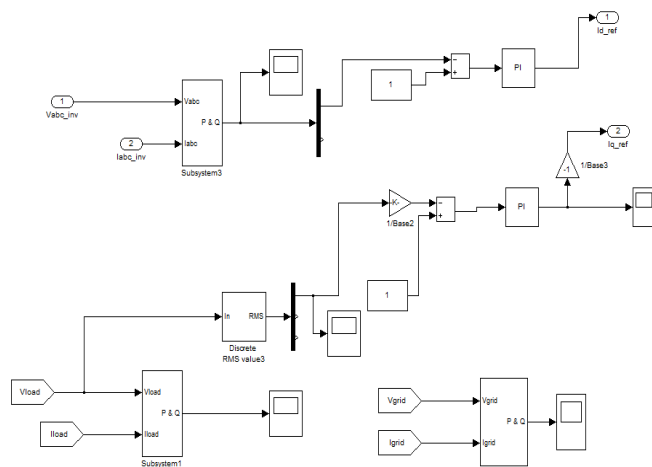 1
Id_ref
PI
1
1
Vabc_inv
Vabc
P & Q
Iabc
Subsystem3
2
Iabc_inv
2
Iq_ref
-1
1/Base3
-K-
1/Base2
PI
1
In
RMS
Discrete
RMS value3
Vload
Vload
P & Q
Iload
Iload
Subsystem1
Vgrid
Vgrid
P & Q
Igrid
Igrid